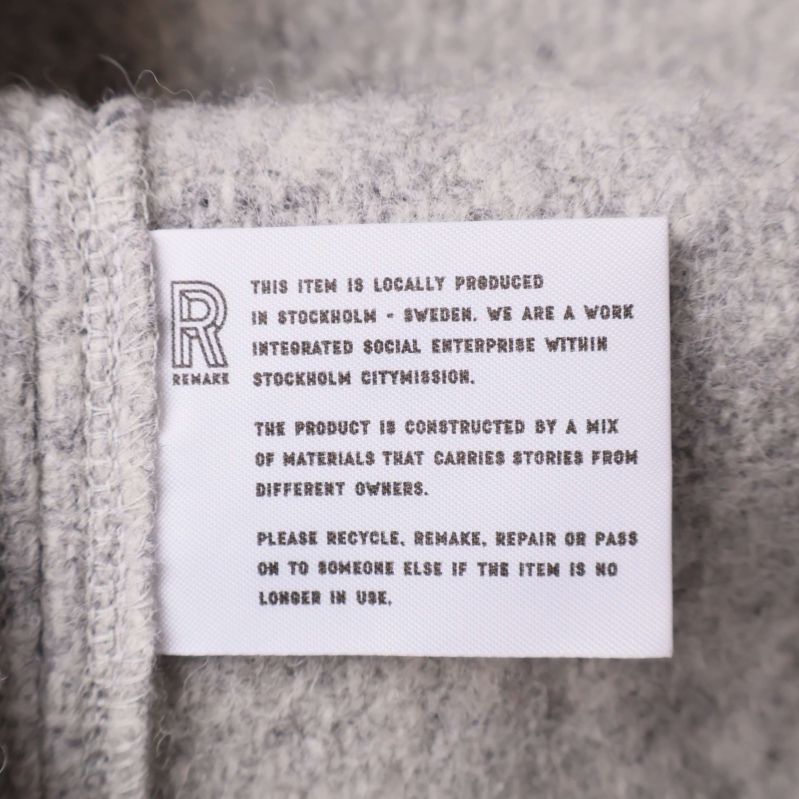 R
REMAKE
THIS ITEM IS LOCALLY PRODUCED
IN STOCKHOLM - SWEDEN. WE ARE A WORK
INTEGRATED SOCIAL ENTERPRISE WITHIN
STOCKHOLM CITYMISSION.
THE PRODUCT IS CONSTRUCTED BY A MIX
OF MATERIALS THAT CARRIES STORIES FROM
DIFFERENT OWNERS.
PLEASE RECYCLE, REMAKE, REPAIR OR PASS
ON TO SOMEONE ELSE IF THE ITEM IS NO
LONGER IN USE.